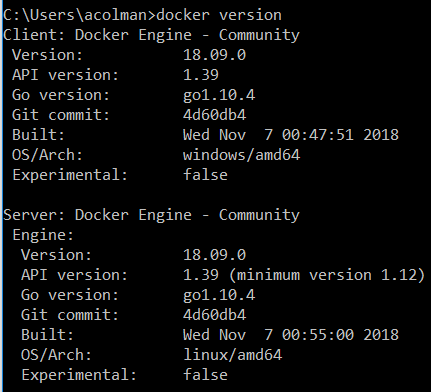 C:\Users\acolman>docker version
Client: Docker Engine - Community
 Version:           18.09.0
 API version:       1.39
 Go version:        go1.10.4
 Git commit:        4d60db4
 Built:             Wed Nov  7 00:47:51 2018
 OS/Arch:           windows/amd64
 Experimental:      false

Server: Docker Engine - Community
 Engine:
  Version:          18.09.0
  API version:      1.39 (minimum version 1.12)
  Go version:       go1.10.4
  Git commit:       4d60db4
  Built:            Wed Nov  7 00:55:00 2018
  OS/Arch:          linux/amd64
  Experimental:     false